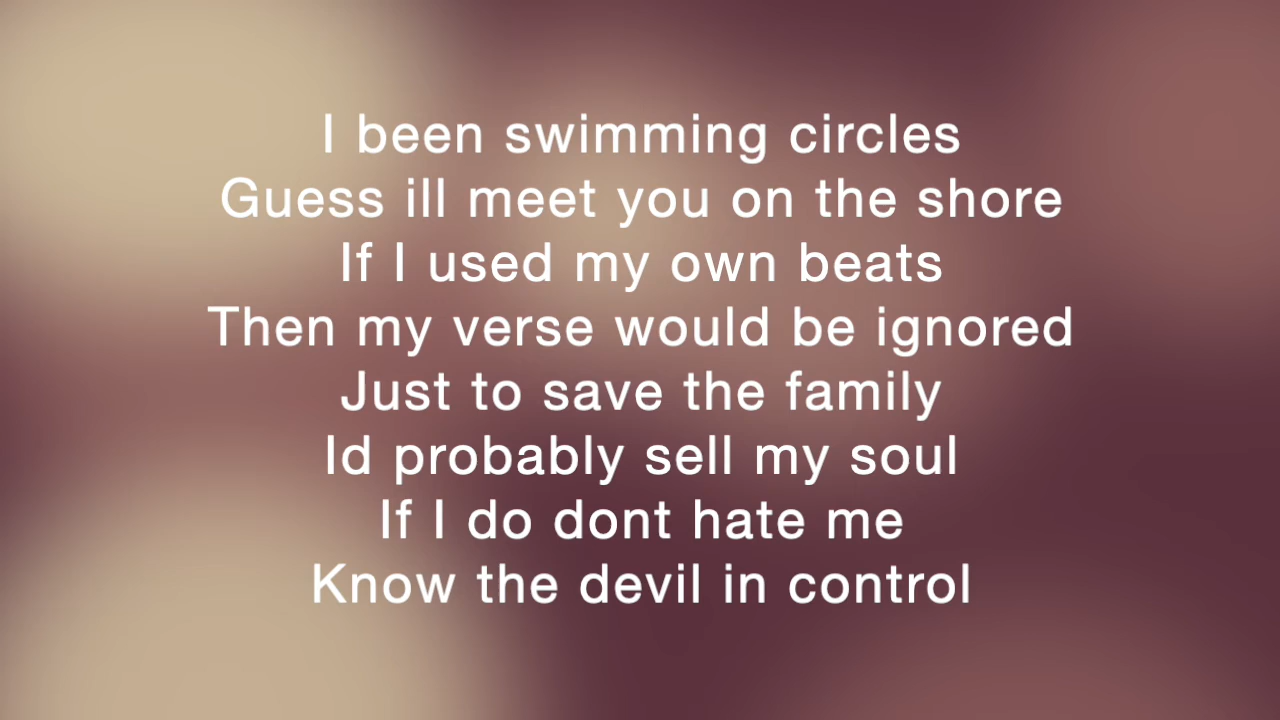 I been swimming circles
Guess ill meet you on the shore
If I used my own beats
Then my verse would be ignored
Just to save the family
Id probably sell my soul
If I do dont hate me
Know the devil in control